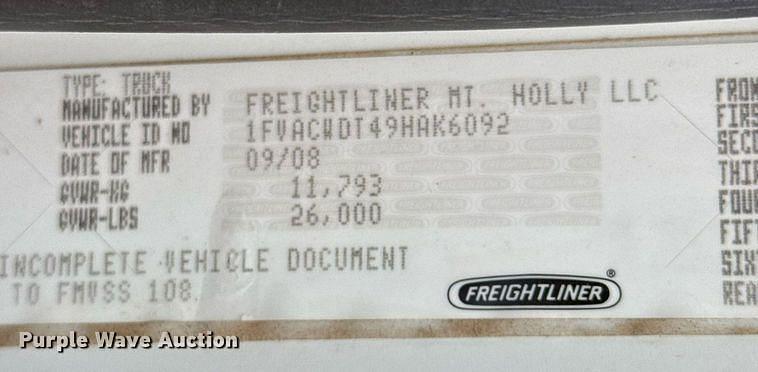 TYPE: TRUCK
MANUFACTURED BY FREIGHTLINER MT. HOLLY LLC
VEHICLE ID NO 1FVACWDT49HAK6092
DATE OF MFR 09/08
GVWR-KG 11,793
GVWR-LBS 26,000
INCOMPLETE VEHICLE DOCUMENT
TO FMVSS 108.
FREIGHTLINER®
FROM
FIRS
SECO
THIR
FOUR
FIFT
SIXT
REA
Purple Wave Auction